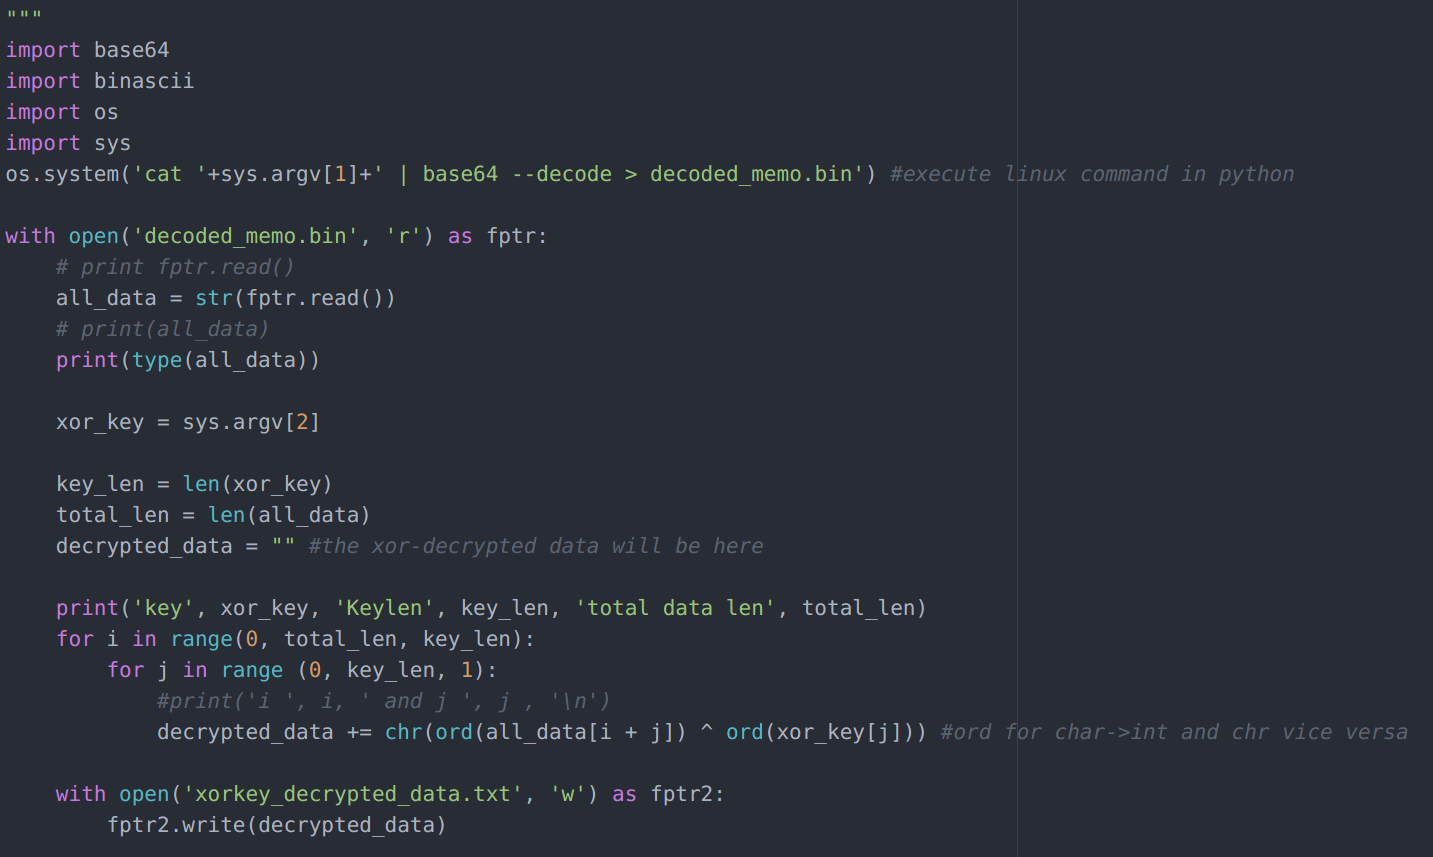 """
import base64
import binascii
import os
import sys
os.system('cat '+sys.argv[1]+' | base64 --decode > decoded_memo.bin') #execute linux command in python
with open('decoded_memo.bin', 'r') as fptr:
    # print fptr.read()
    all_data = str(fptr.read())
    # print(all_data)
    print(type(all_data))
    xor_key = sys.argv[2]
    key_len = len(xor_key)
    total_len = len(all_data)
    decrypted_data = "" #the xor-decrypted data will be here
    print('key', xor_key, 'Keylen', key_len, 'total data len', total_len)
    for i in range(0, total_len, key_len):
        for j in range (0, key_len, 1):
            #print('i ', i, ' and j ', j , '\n')
            decrypted_data += chr(ord(all_data[i + j]) ^ ord(xor_key[j])) #ord for char->int and chr vice versa
    with open('xorkey_decrypted_data.txt', 'w') as fptr2:
        fptr2.write(decrypted_data)